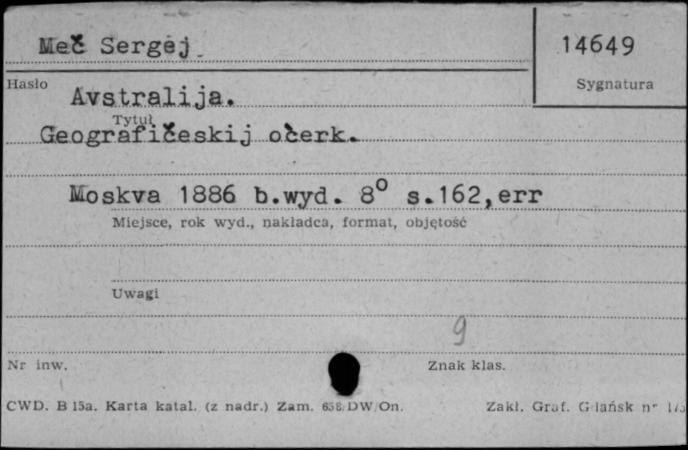 Meč Sergěj
14649
Hasło
Sygnatura
Avstralija.
Tytuł
Geografičeskij očerk.
Moskva 1886 b.wyd. 8° s.162,err
Miejsce, rok wyd., nakładca, format, objętość
Uwagi
9
Nr inw.
Znak klas.
CWD. B 15a. Karta katal. (z nadr.) Zam. 658/DW/On.
Zakł. Graf. Gdańsk nr